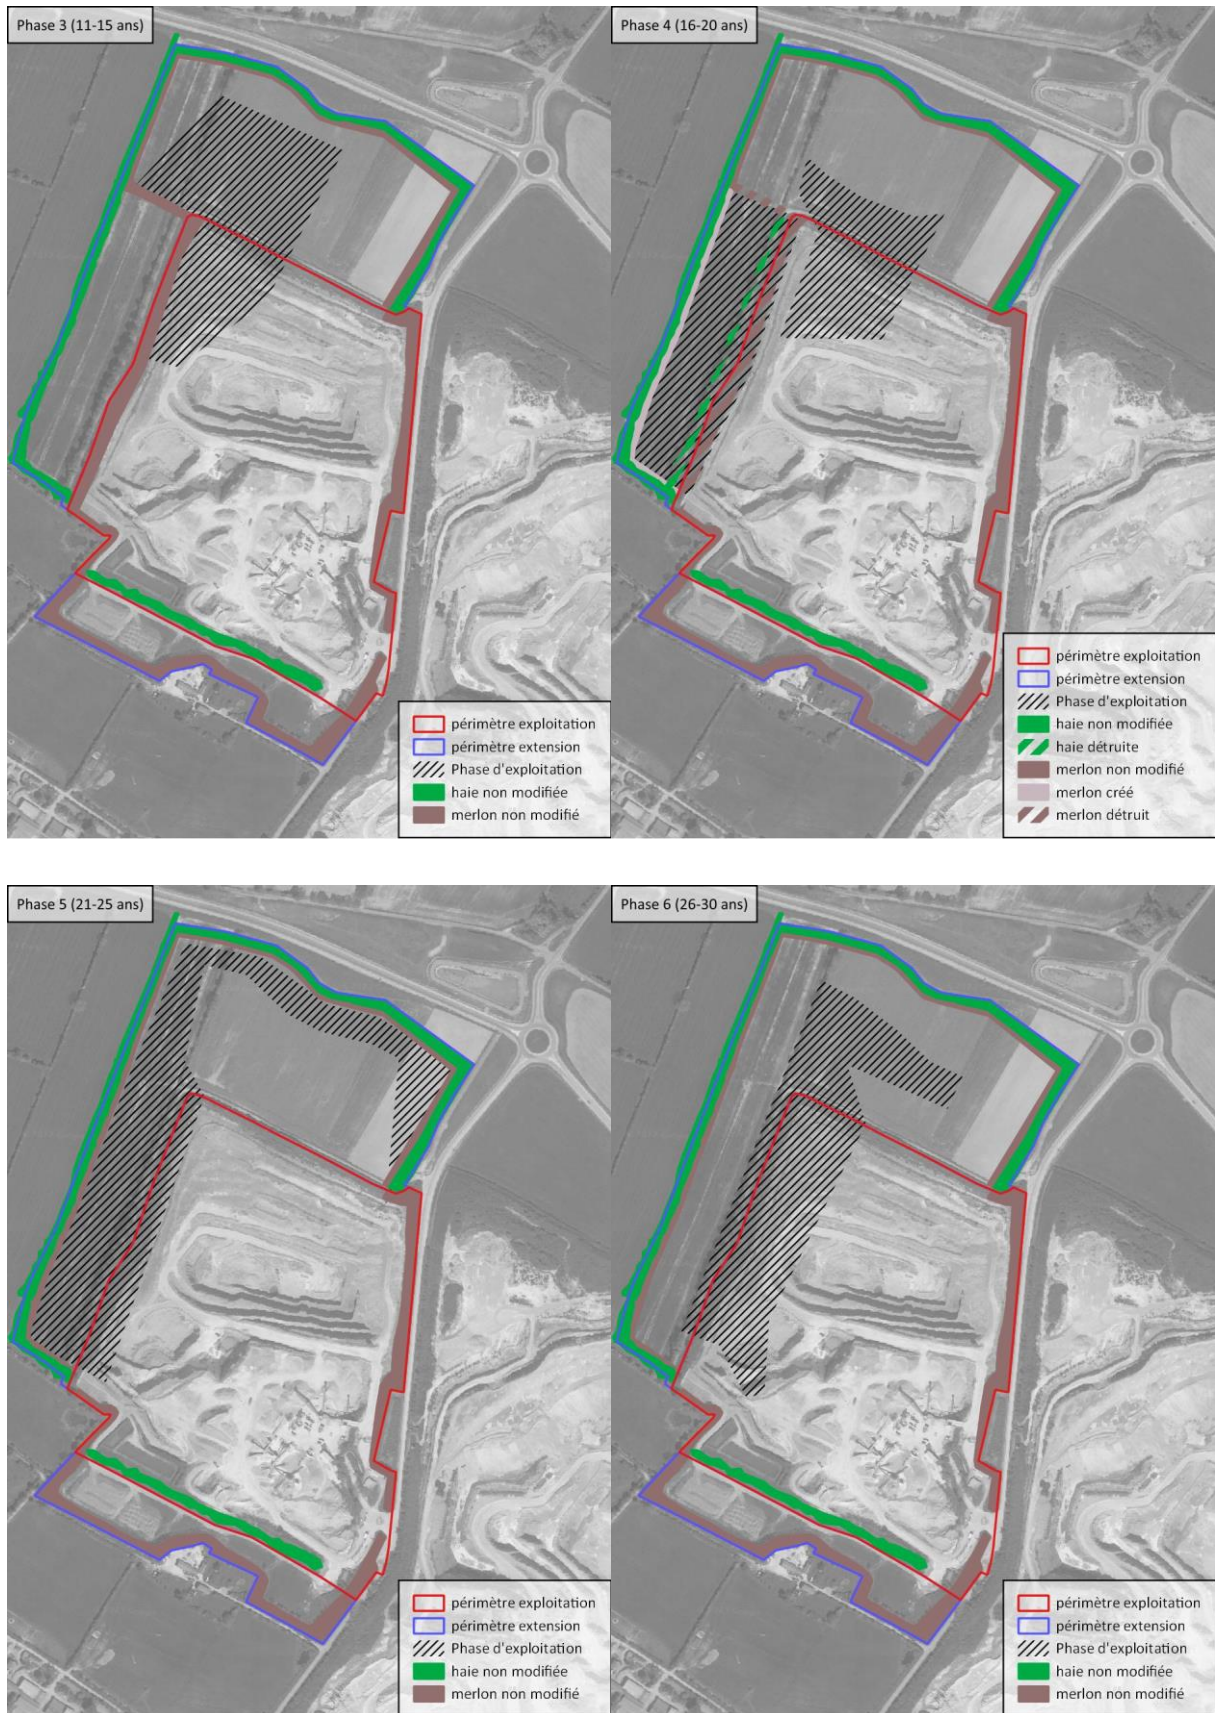 Phase 3 (11-15 ans)
périmètre exploitation
périmètre extension
Phase d'exploitation
haie non modifiée
merlon non modifié
Phase 4 (16-20 ans)
périmètre exploitation
périmètre extension
Phase d'exploitation
haie non modifiée
haie détruite
merlon non modifié
merlon créé
merlon détruit
Phase 5 (21-25 ans)
périmètre exploitation
périmètre extension
Phase d'exploitation
haie non modifiée
merlon non modifié
Phase 6 (26-30 ans)
périmètre exploitation
périmètre extension
Phase d'exploitation
haie non modifiée
merlon non modifié